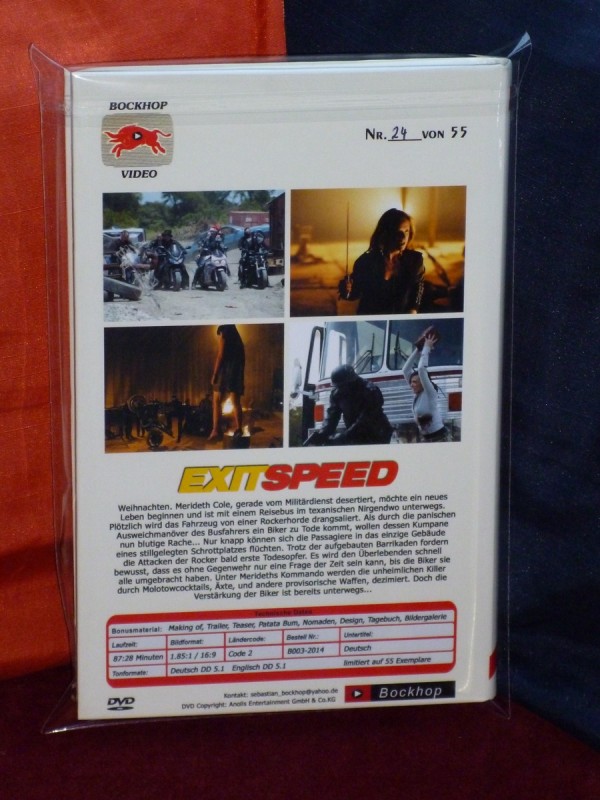 BOCKHOP
VIDEO
Nr. 24 von 55
EXITSPEED
Weihnachten. Merideth Cole, gerade vom Militärdienst desertiert, möchte ein neues
Leben beginnen und ist mit einem Reisebus im texanischen Nirgendwo unterwegs.
Plötzlich wird das Fahrzeug von einer Rockerhorde drangsaliert. Als durch die panischen
Ausweichmanöver des Busfahrers ein Biker zu Tode kommt, wollen dessen Kumpane
nun blutige Rache... Nur knapp können sich die Passagiere in das einzige Gebäude
eines stillgelegten Schrottplatzes flüchten. Trotz der aufgebauten Barrikaden fordern
die Attacken der Rocker bald erste Todesopfer. Es wird den Überlebenden schnell
bewusst, dass es ohne Gegenwehr nur eine Frage der Zeit sein kann, bis die Biker sie
alle umgebracht haben. Unter Merideths Kommando werden die unheimlichen Killer
durch Molotowcocktails, Äxte, und andere provisorische Waffen, dezimiert. Doch die
Verstärkung der Biker ist bereits unterwegs...
Technische Daten
Bonusmaterial: Making of, Trailer, Teaser, Patata Bum, Nomaden, Design, Tagebuch, Bildergalerie
Laufzeit: Bildformat: Ländercode: Bestell Nr.: Untertitel:
87:28 Minuten 1.85:1 / 16:9 Code 2 B003-2014 Deutsch
Tonformate: Deutsch DD 5.1 Englisch DD 5.1 limitiert auf 55 Exemplare
DVD
Kontakt: sebastian_bockhop@yahoo.de
DVD Copyright: Anolis Entertainment GmbH & Co.KG
Bockhop